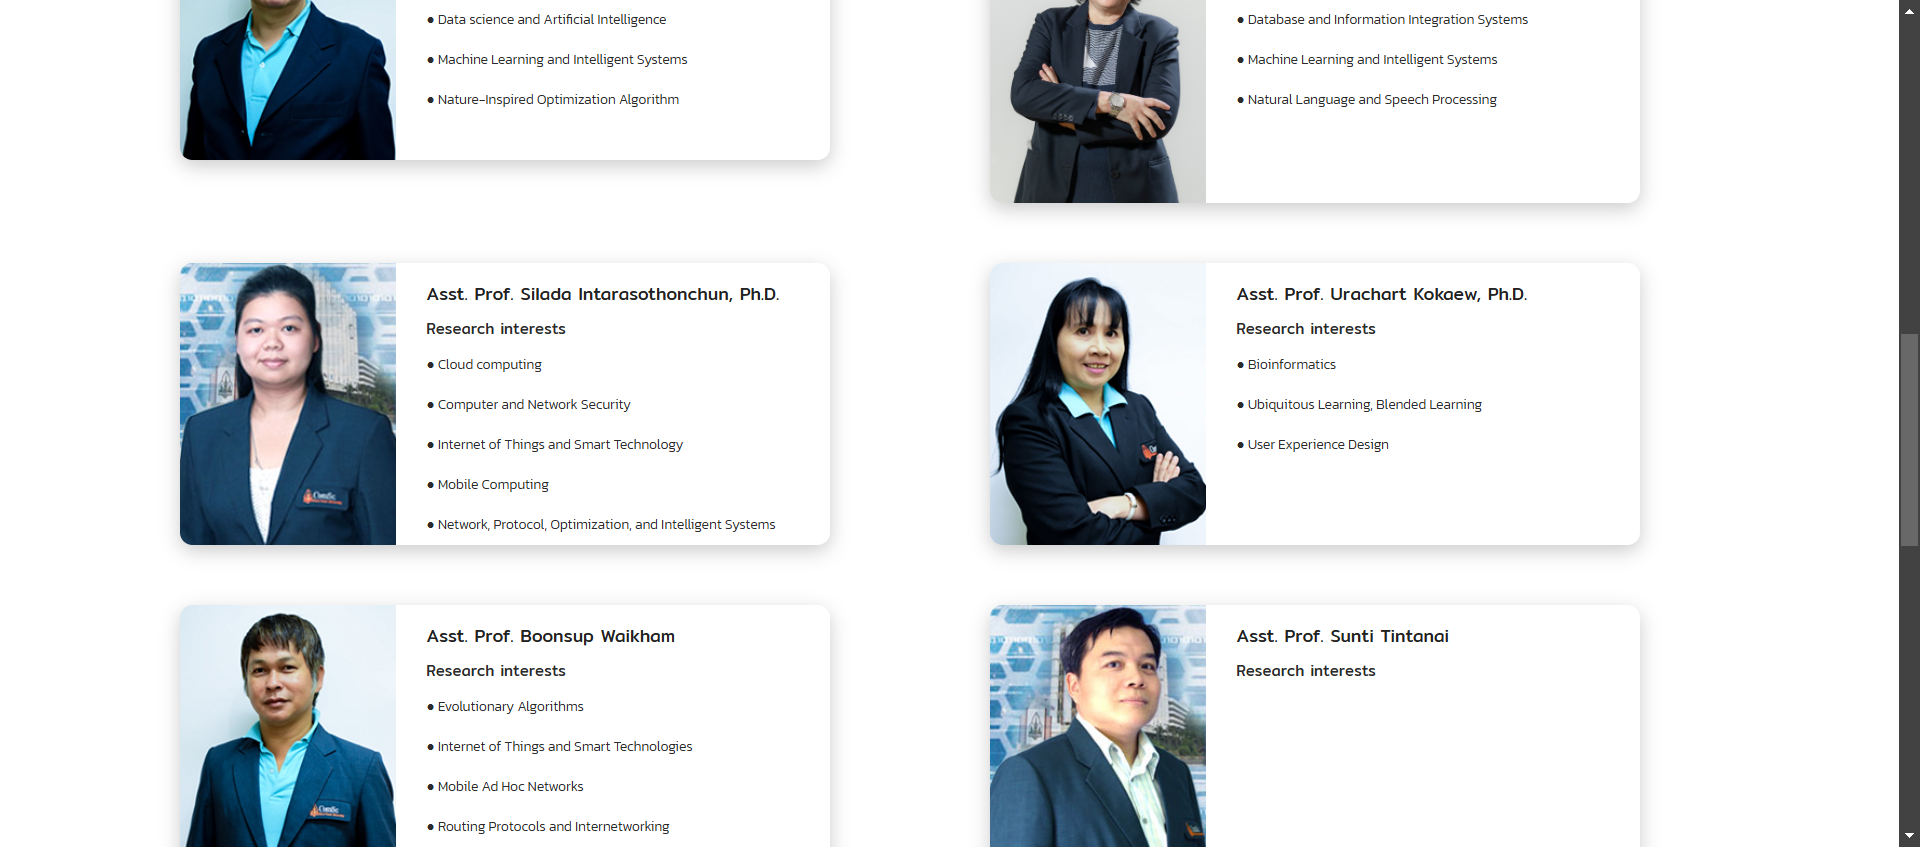 ● Data science and Artificial Intelligence
● Machine Learning and Intelligent Systems
● Nature-Inspired Optimization Algorithm
● Database and Information Integration Systems
● Machine Learning and Intelligent Systems
● Natural Language and Speech Processing
Asst. Prof. Silada Intarasothonchun, Ph.D.
Research interests
● Cloud computing
● Computer and Network Security
● Internet of Things and Smart Technology
● Mobile Computing
● Network, Protocol, Optimization, and Intelligent Systems
ComSc
Asst. Prof. Urachart Kokaew, Ph.D.
Research interests
● Bioinformatics
● Ubiquitous Learning, Blended Learning
● User Experience Design
Asst. Prof. Boonsup Waikham
Research interests
● Evolutionary Algorithms
● Internet of Things and Smart Technologies
● Mobile Ad Hoc Networks
● Routing Protocols and Internetworking
ComSc
Asst. Prof. Sunti Tintanai
Research interests